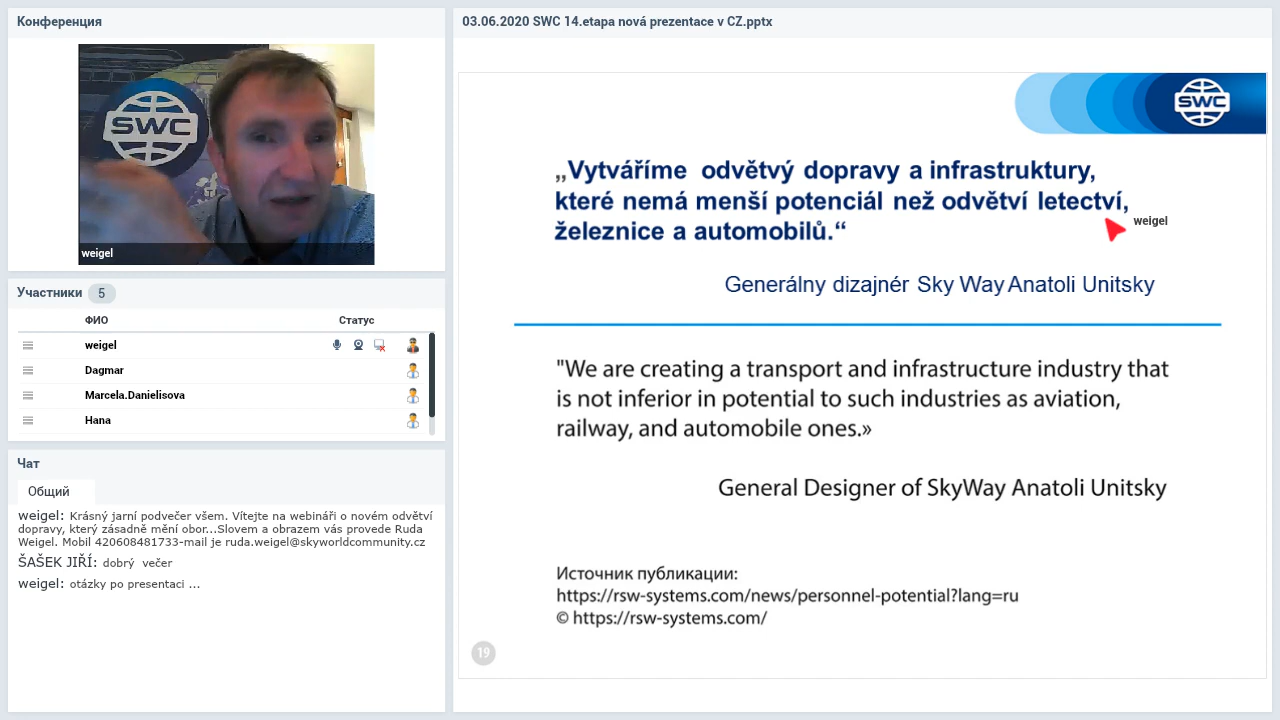 Конференция
SWC
weigel
Участники 5
ФИО Статус
weigel
Dagmar
Marcela.Danielisova
Hana
Чат
Общий
weigel: Krásný jarní podvečer všem. Vítejte na webináři o novém odvětví
dopravy, který zásadně mění obor...Slovem a obrazem vás provede Ruda
Weigel. Mobil 420608481733-mail je ruda.weigel@skyworldcommunity.cz
ŠAŠEK JIŘÍ: dobrý večer
weigel: otázky po presentaci ...
03.06.2020 SWC 14.etapa nová prezentace v CZ.pptx
SWC
„Vytváříme odvětvý dopravy a infrastruktury,
které nemá menší potenciál než odvětví letectví,
železnice a automobilů.“
weigel
Generálny dizajnér Sky Way Anatoli Unitsky
"We are creating a transport and infrastructure industry that
is not inferior in potential to such industries as aviation,
railway, and automobile ones.»
General Designer of SkyWay Anatoli Unitsky
Источник публикации:
https://rsw-systems.com/news/personnel-potential?lang=ru
© https://rsw-systems.com/
19